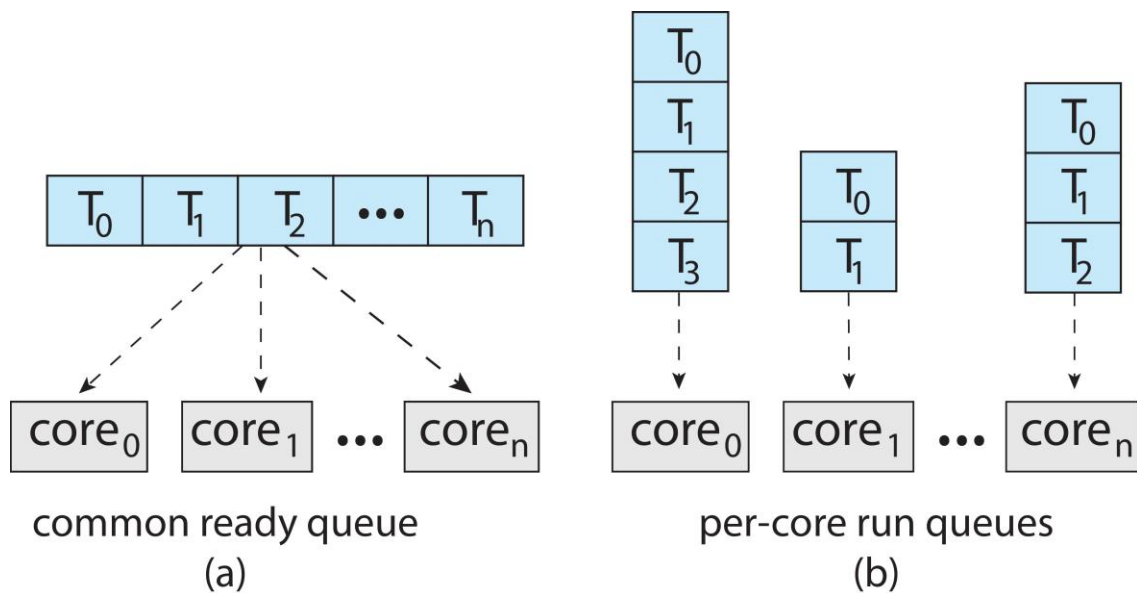 T0 T1 T2 ••• Tn
core0 core1 ••• coren
common ready queue
(a)
T0
T1
T2
T3
T0
T1
T0
T1
T2
core0 core1 ••• coren
per-core run queues
(b)